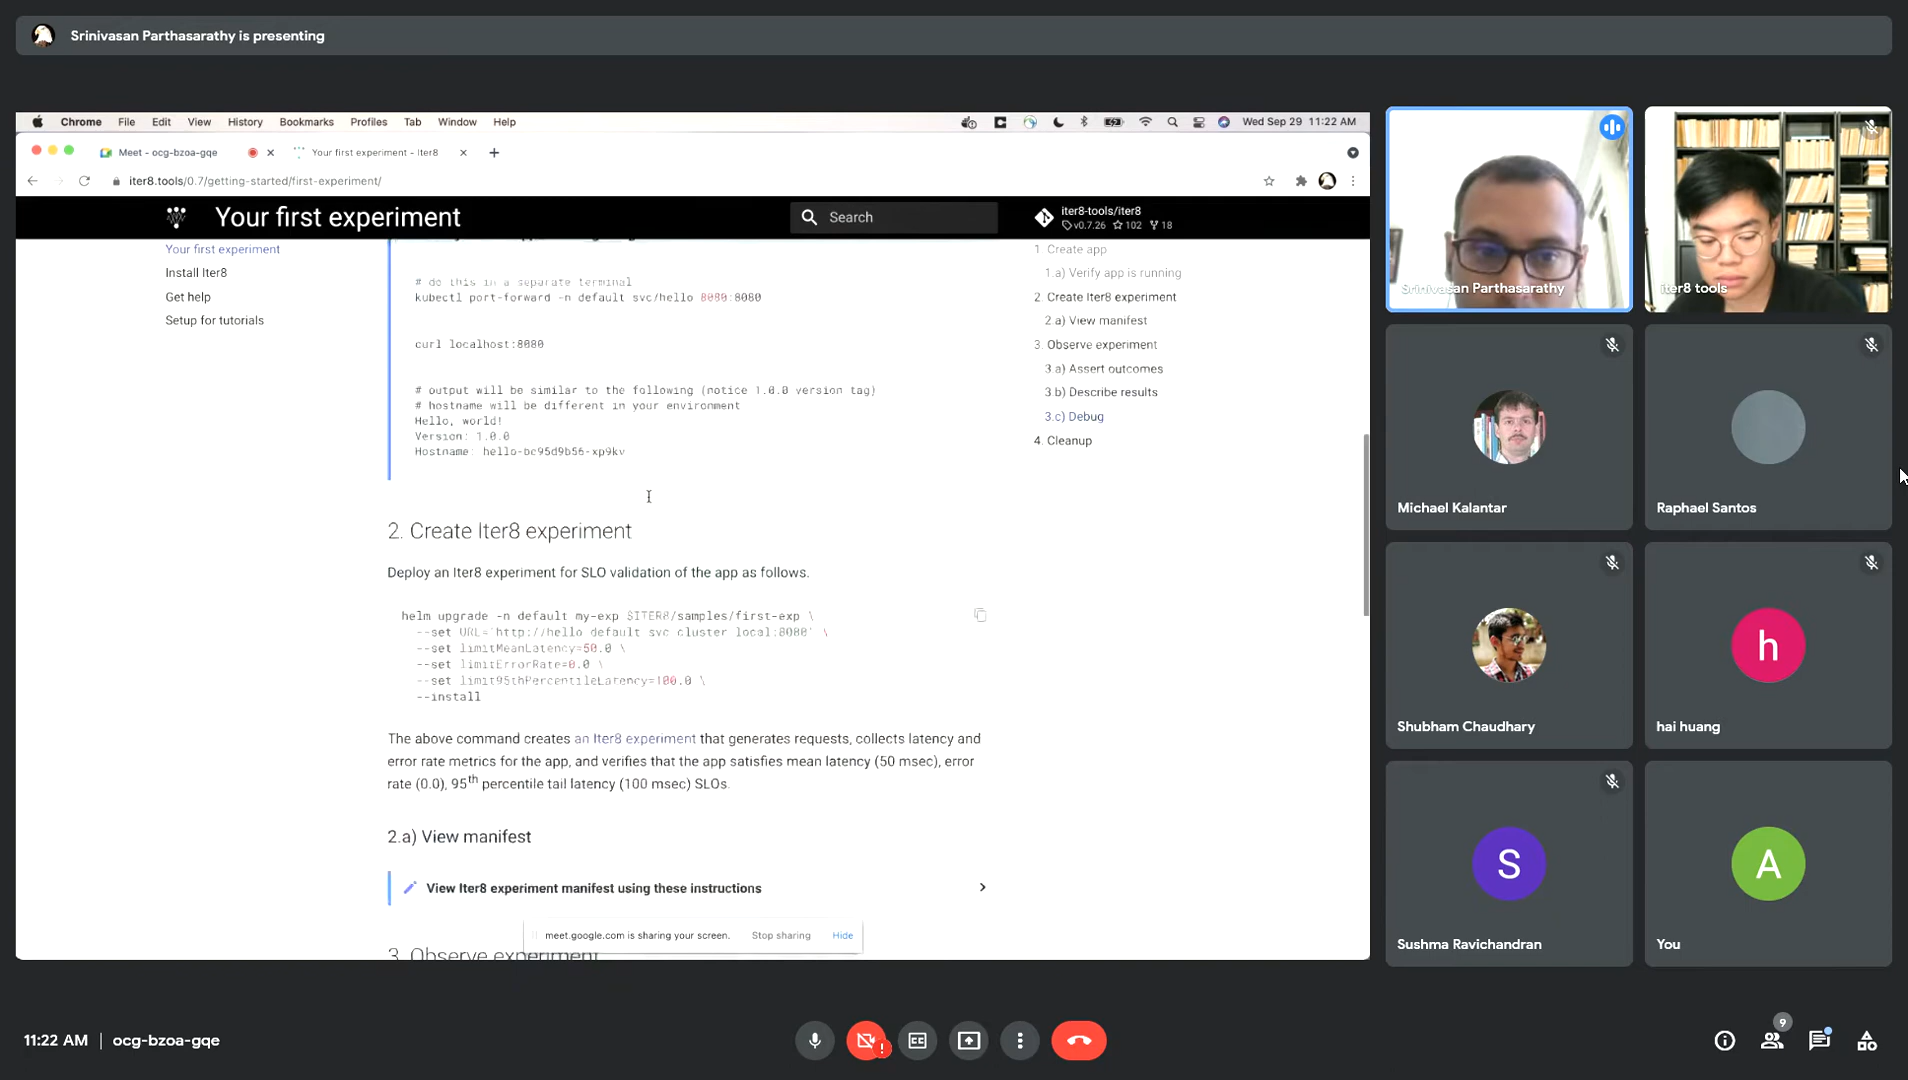 Srinivasan Parthasarathy is presenting
Chrome File Edit View History Bookmarks Profiles Tab Window Help
Wed Sep 29 11:22 AM
Meet - ocg-bzoa-gqe
Your first experiment - Iter8
iter8.tools/0.7/getting-started/first-experiment/
Your first experiment
Search
iter8-tools/iter8
v0.7.26 102 18
Your first experiment
Install Iter8
Get help
Setup for tutorials
# do this in a separate terminal
kubectl port-forward -n default svc/hello 8080:8080
curl localhost:8080
# output will be similar to the following (notice 1.0.0 version tag)
# hostname will be different in your environment
Hello, world!
Version: 1.0.0
Hostname: hello-bc95d9b56-xp9kv
2. Create Iter8 experiment
Deploy an Iter8 experiment for SLO validation of the app as follows.
helm upgrade -n default my-exp $ITER8/samples/first-exp \
--set URL='http://hello.default.svc.cluster.local:8080' \
--set limitMeanLatency=50.0 \
--set limitErrorRate=0.0 \
--set limit95thPercentileLatency=100.0 \
--install
The above command creates an Iter8 experiment that generates requests, collects latency and
error rate metrics for the app, and verifies that the app satisfies mean latency (50 msec), error
rate (0.0), 95th percentile tail latency (100 msec) SLOs.
2.a) View manifest
View Iter8 experiment manifest using these instructions
3. Observe experiment
meet.google.com is sharing your screen. Stop sharing Hide
1. Create app
1.a) Verify app is running
2. Create Iter8 experiment
2.a) View manifest
3. Observe experiment
3.a) Assert outcomes
3.b) Describe results
3.c) Debug
4. Cleanup
Srinivasan Parthasarathy
iter8 tools
Michael Kalantar
Raphael Santos
Shubham Chaudhary
h
hai huang
S
Sushma Ravichandran
A
You
11:22 AM | ocg-bzoa-gqe
CC
9